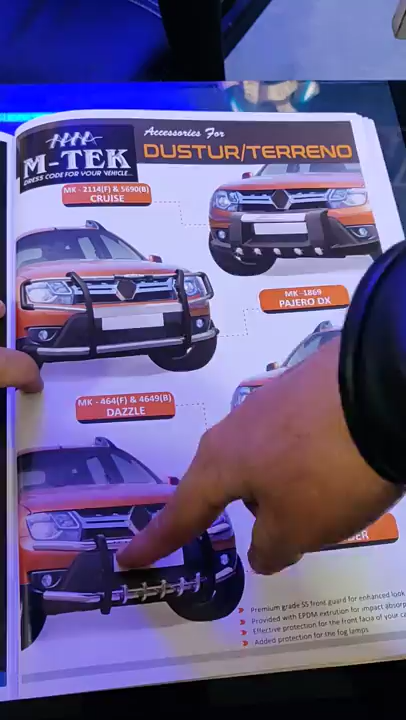 M-TEK
DRESS CODE FOR YOUR VEHICLE...
Accessories For
DUSTUR/TERRENO
MK - 2114(F) & 5690(B)
CRUISE
MK -1869
PAJERO DX
MK - 464(F) & 4649(B)
DAZZLE
DER
Premium grade SS front guard for enhanced look
Provided with EPDM extrution for impact absorp
Effective protection for the front facia of your ca
Added protection for the fog lamps